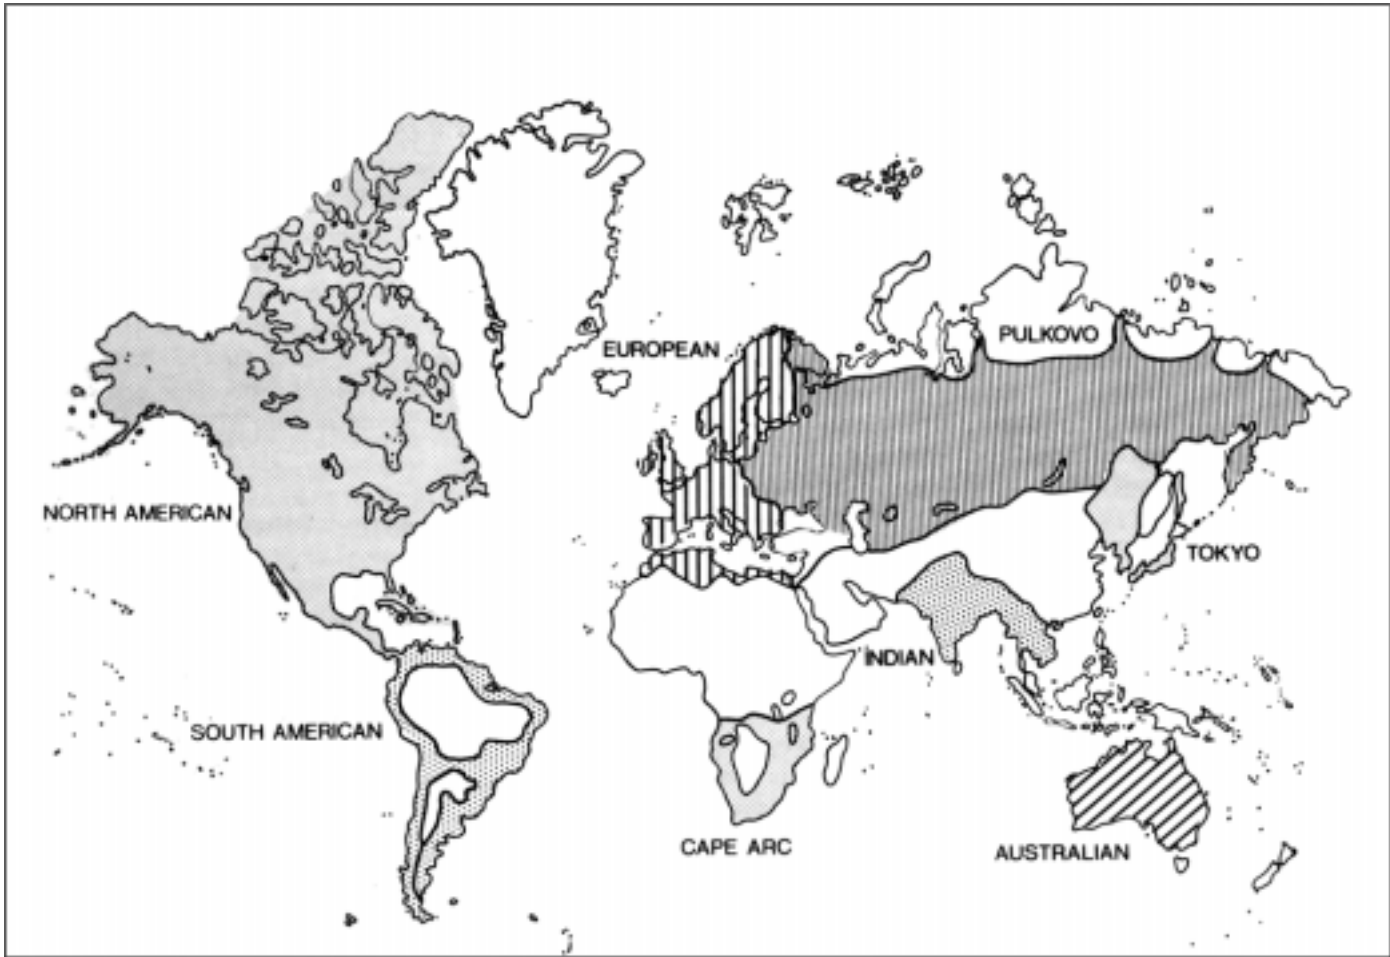 PULKOVO
EUROPEAN
NORTH AMERICAN
TOKYO
INDIAN
SOUTH AMERICAN
CAPE ARC
AUSTRALIAN